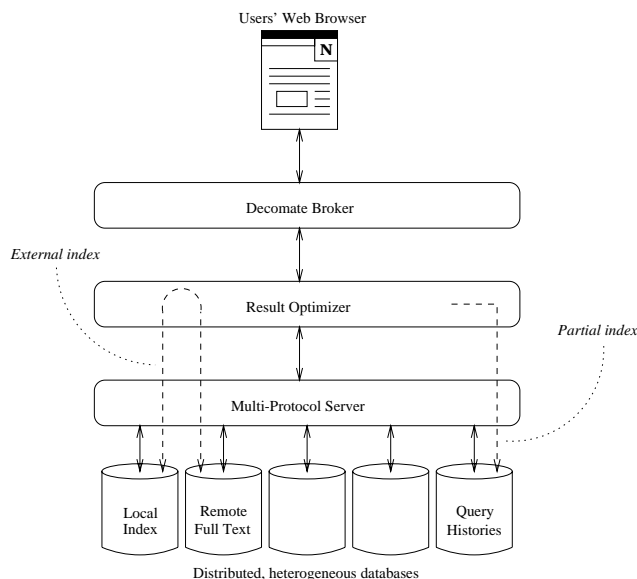 Users' Web Browser
N
Decomate Broker
External index
Result Optimizer
Partial index
Multi-Protocol Server
Local
Index
Remote
Full Text
Query
Histories
Distributed, heterogeneous databases